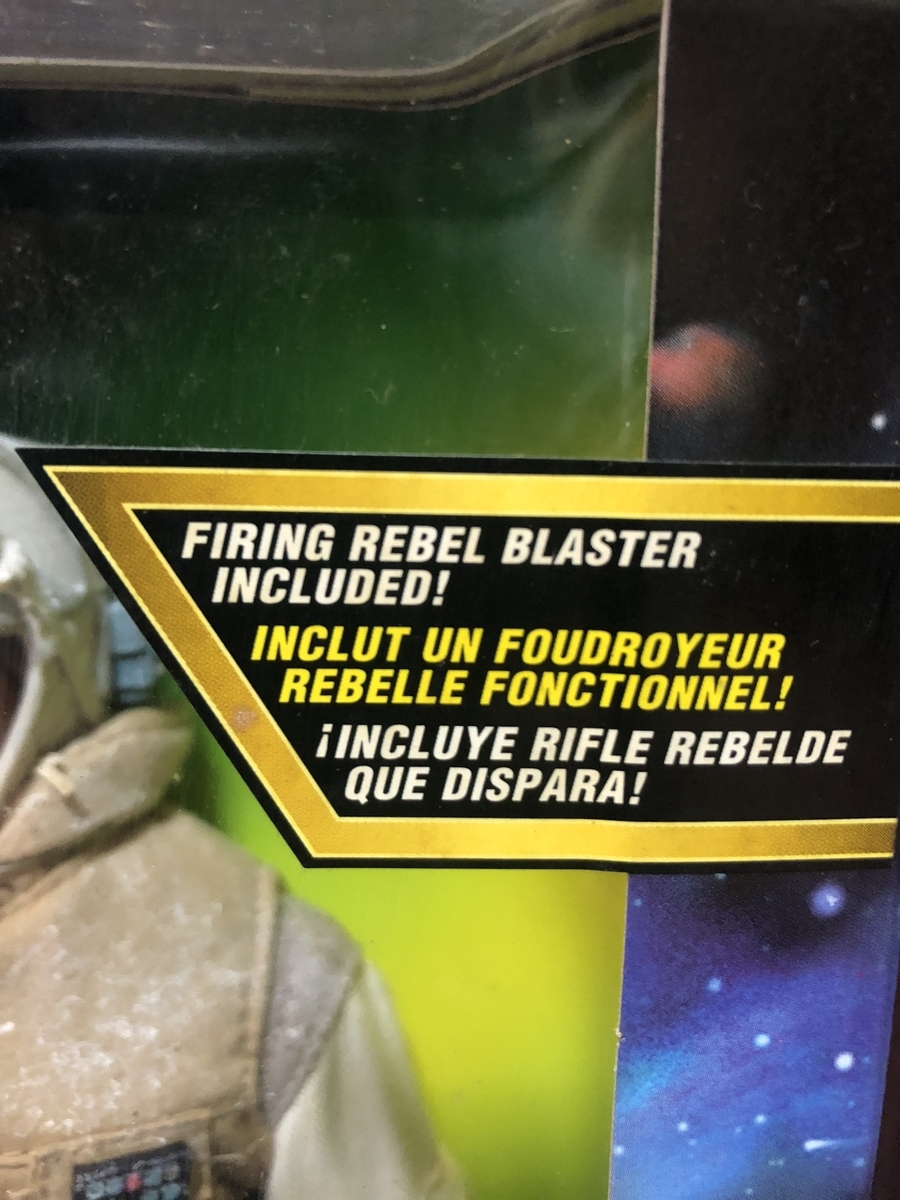 FIRING REBEL BLASTER
INCLUDED!
INCLUT UN FOUDROYEUR
REBELLE FONCTIONNEL!
¡INCLUYE RIFLE REBELDE
QUE DISPARA!